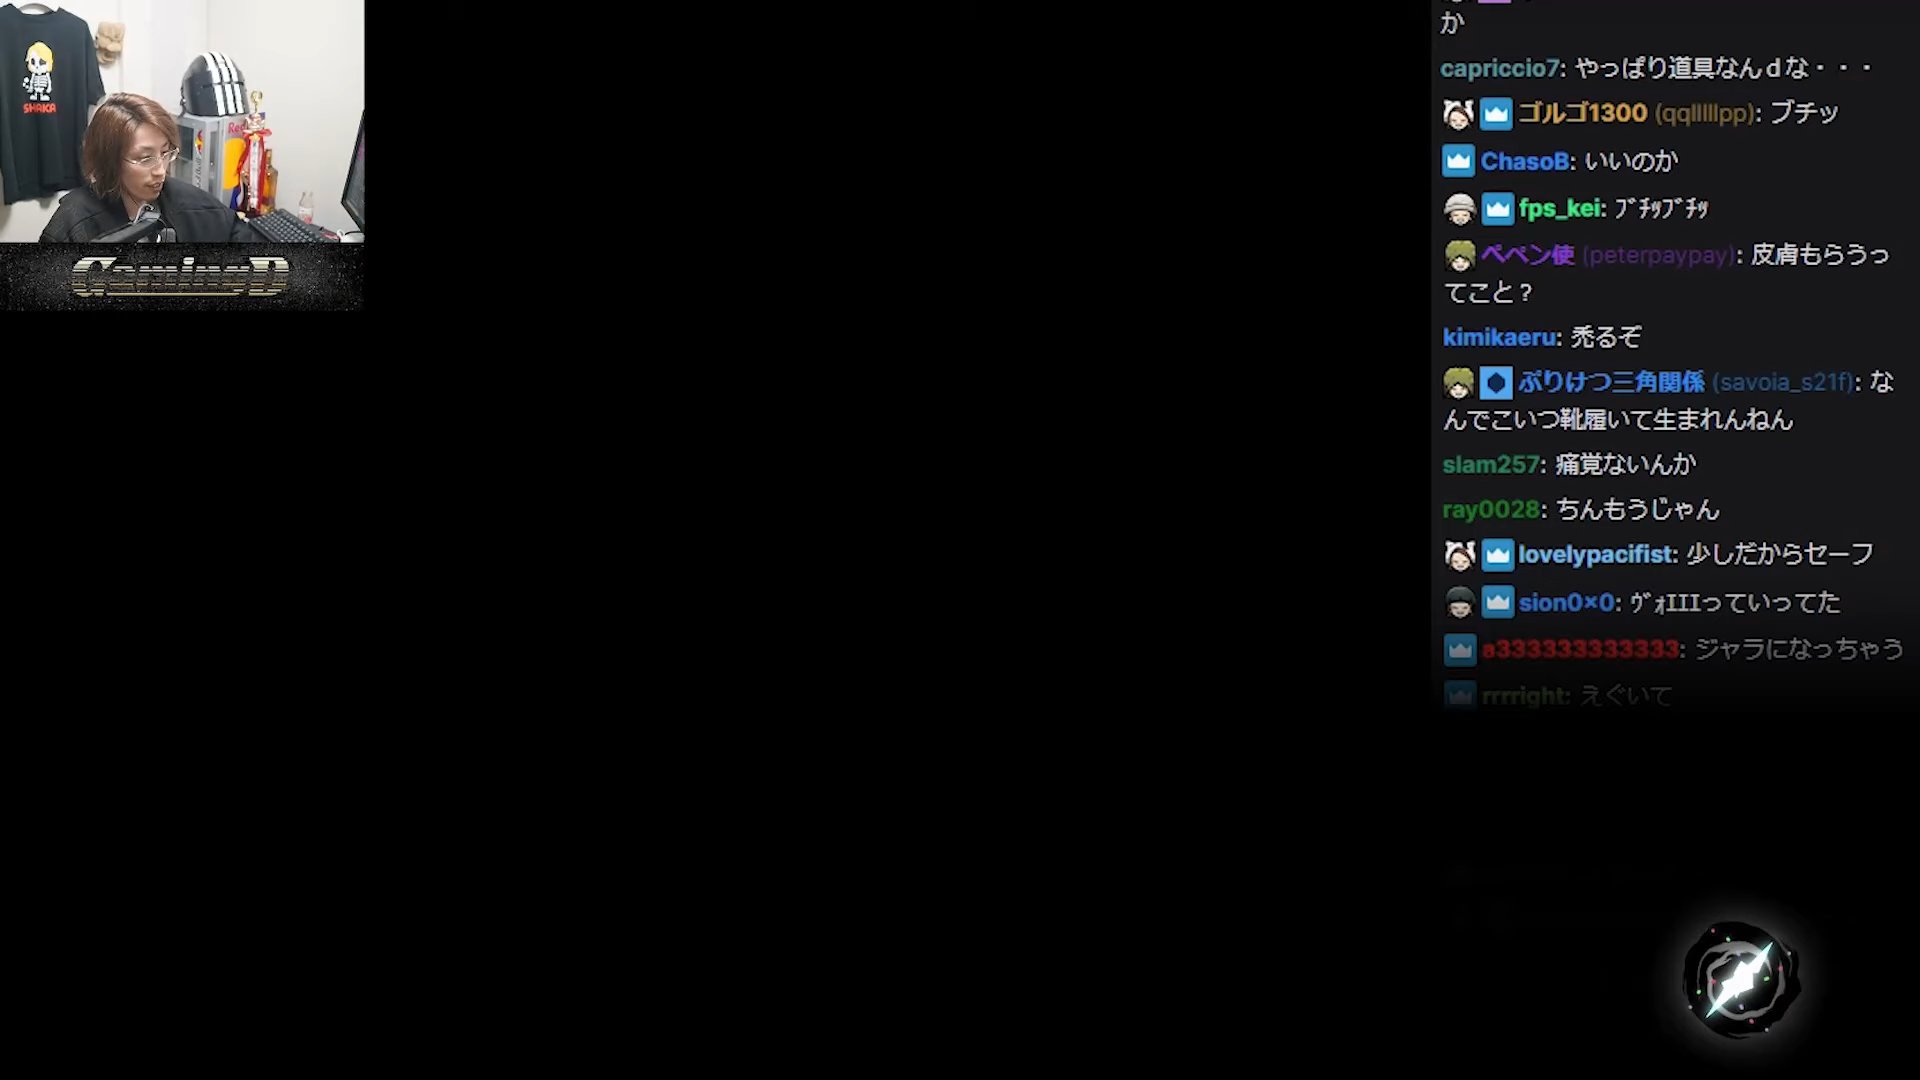 SHAKA
Red
GamingD
か
capriccio7: やっぱり道具なんｄな・・・
ゴルゴ1300 (qqlllllpp): ブチッ
ChasoB: いいのか
fps_kei: ﾌﾞﾁｯﾌﾞﾁｯ
ペペン使 (peterpaypay): 皮膚もらうっ
てこと？
kimikaeru: 禿るぞ
ぷりけつ三角関係 (savoia_s21f): な
んでこいつ靴履いて生まれんねん
slam257: 痛覚ないんか
ray0028: ちんもうじゃん
lovelypacifist: 少しだからセーフ
sion0×0: ｳﾞｫIIIっていってた
a333333333333: ジャラになっちゃう
rrrright: えぐいて